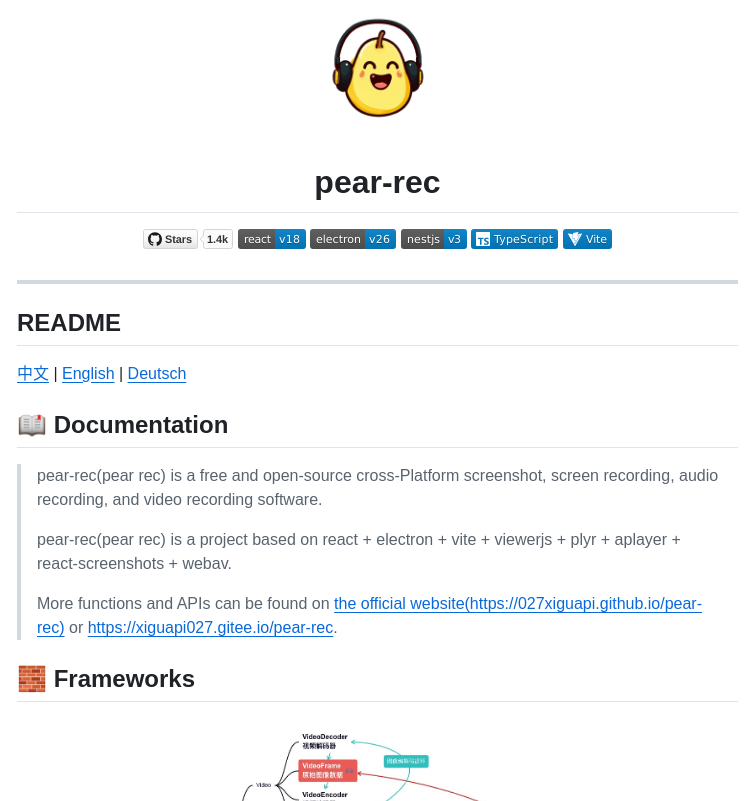 pear-rec
Stars 1.4k react v18 electron v26 nestjs v3 TS TypeScript Vite
README
中文 | English | Deutsch
📖 Documentation
pear-rec(pear rec) is a free and open-source cross-Platform screenshot, screen recording, audio
recording, and video recording software.
pear-rec(pear rec) is a project based on react + electron + vite + viewerjs + plyr + aplayer +
react-screenshots + webav.
More functions and APIs can be found on the official website(https://027xiguapi.github.io/pear-
rec) or https://xiguapi027.gitee.io/pear-rec.
🧱 Frameworks
VideoDecoder
视频解码器
VideoFrame
原始图像数据
Video
VideoEncoder